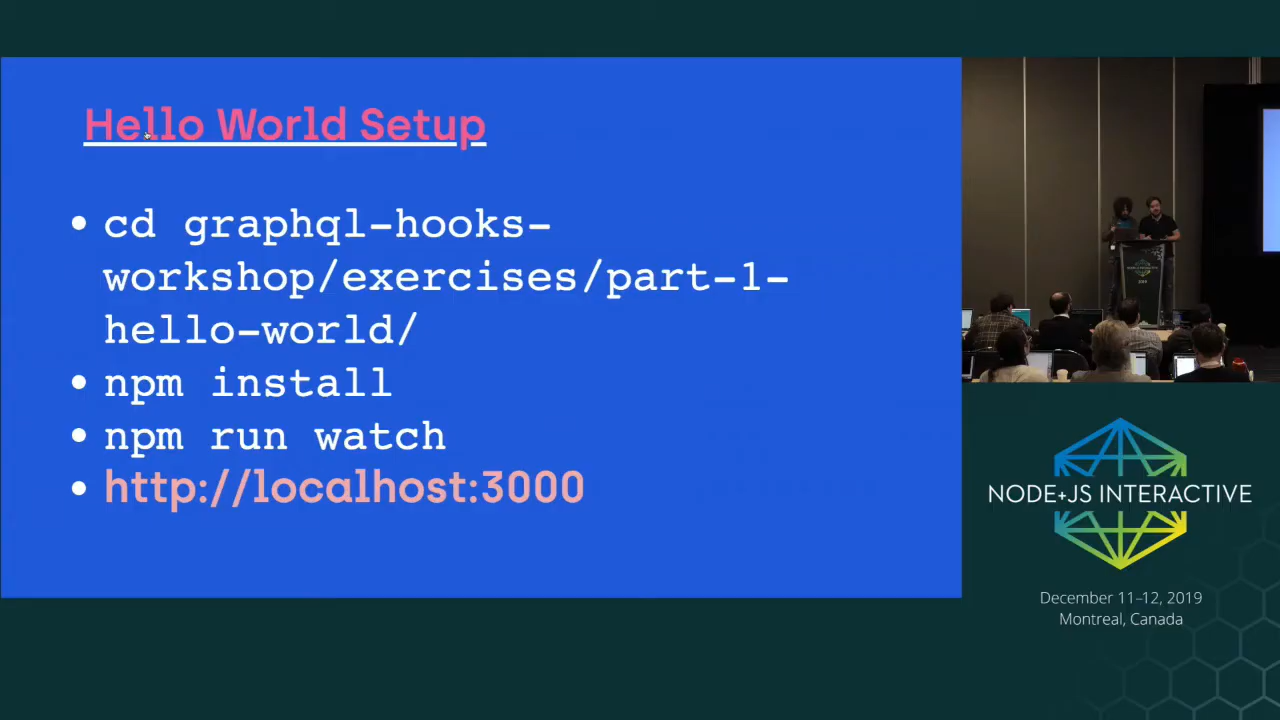 Hello World Setup
• cd graphql-hooks-
workshop/exercises/part-1-
hello-world/
• npm install
• npm run watch
• http://localhost:3000
NODE+JS INTERACTIVE
December 11–12, 2019
Montreal, Canada